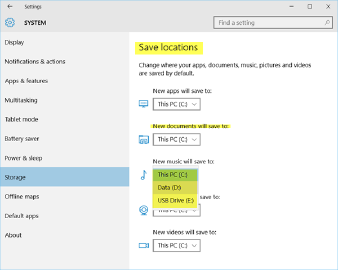 Settings
SYSTEM
Find a setting
Display
Notifications & actions
Apps & features
Multitasking
Tablet mode
Battery saver
Power & sleep
Storage
Offline maps
Default apps
About
Save locations
Change where your apps, documents, music, pictures and videos
are saved by default.
New apps will save to:
This PC (C:)
New documents will save to:
This PC (C:)
New music will save to:
This PC (C:)
Data (D:)
USB Drive (E:)
e to:
This PC (C:)
New videos will save to:
This PC (C:)